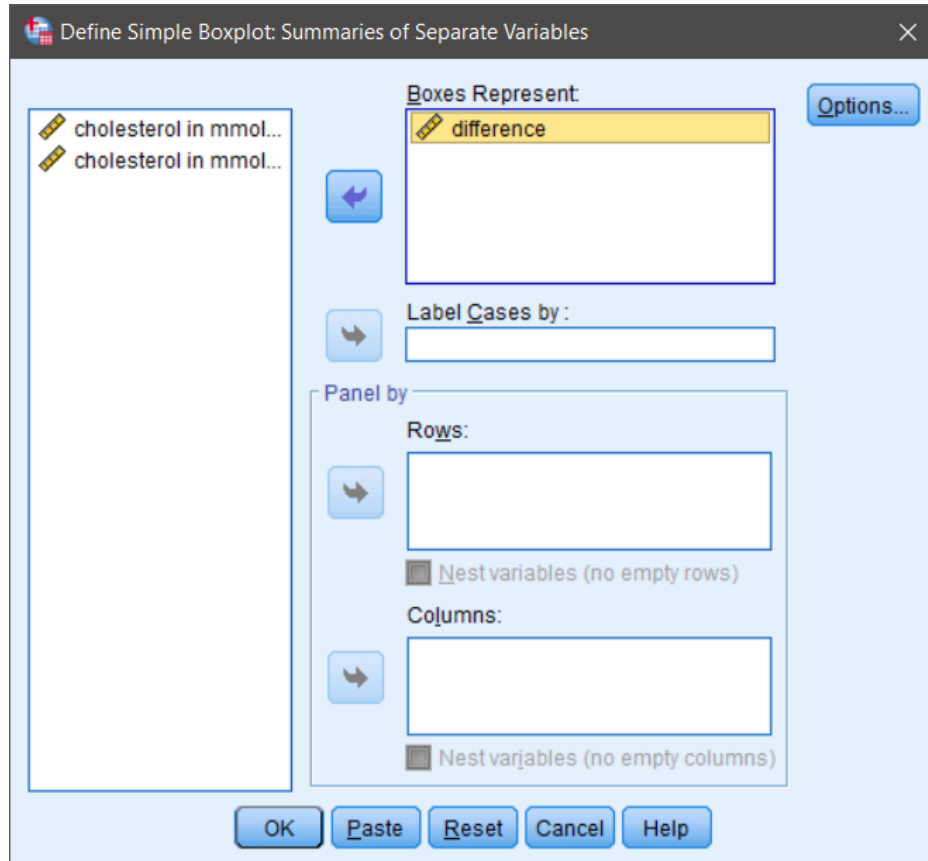 Define Simple Boxplot: Summaries of Separate Variables
cholesterol in mmol...
cholesterol in mmol...
Boxes Represent:
difference
Options...
Label Cases by :
Panel by
Rows:
Nest variables (no empty rows)
Columns:
Nest variables (no empty columns)
OK
Paste
Reset
Cancel
Help